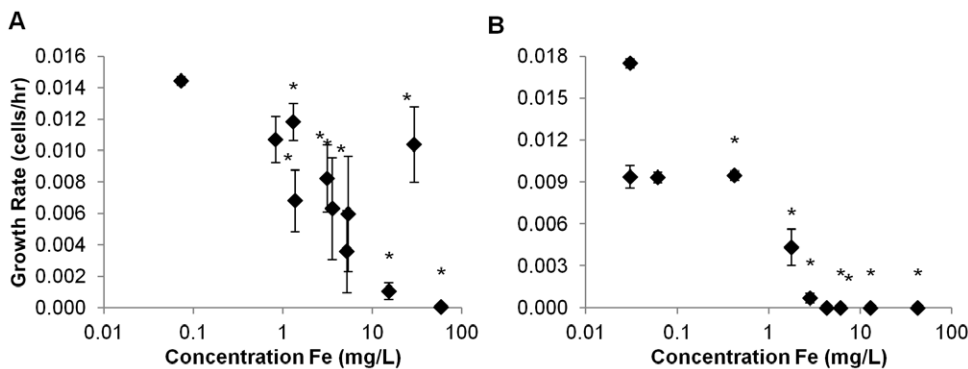 A
B
Growth Rate (cells/hr)
0.016
0.014
0.012
0.010
0.008
0.006
0.004
0.002
0.000
* * * * * * * *
0.01 0.1 1 10 100
Concentration Fe (mg/L)
0.018
0.015
0.012
0.009
0.006
0.003
0.000
* * * * * * *
0.01 0.1 1 10 100
Concentration Fe (mg/L)